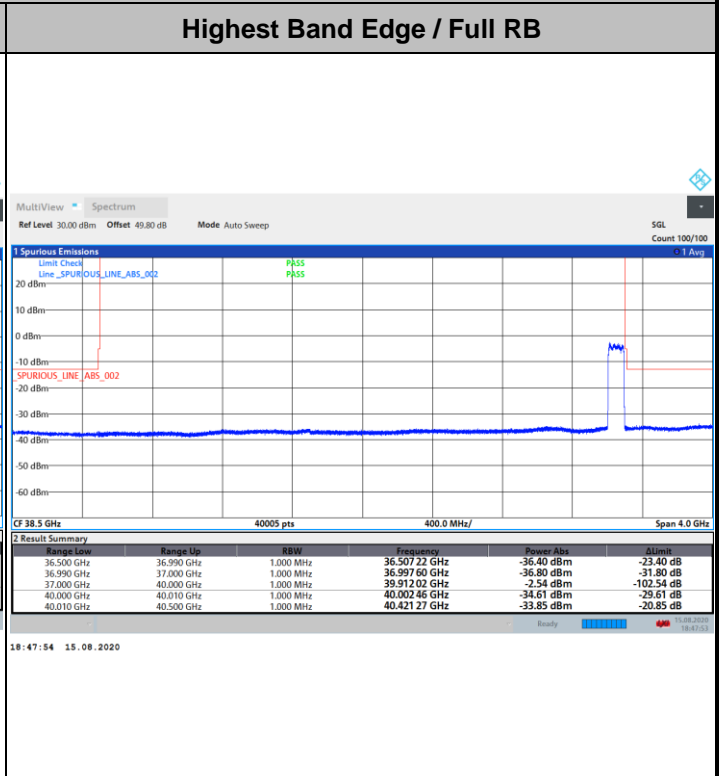 Highest Band Edge / Full RB
MultiView Spectrum
Ref Level 30.00 dBm Offset 49.80 dB Mode Auto Sweep SGL
Count 100/100
1 Spurious Emissions 1 Avg
Limit Check PASS
Line _SPURIOUS_LINE_ABS_002 PASS
20 dBm
10 dBm
0 dBm
-10 dBm
_SPURIOUS_LINE_ABS_002
-20 dBm
-30 dBm
-40 dBm
-50 dBm
-60 dBm
CF 38.5 GHz 40005 pts 400.0 MHz/ Span 4.0 GHz
2 Result Summary
Range Low Range Up RBW Frequency Power Abs ΔLimit
36.500 GHz 36.990 GHz 1.000 MHz 36.507 22 GHz -36.40 dBm -23.40 dB
36.990 GHz 37.000 GHz 1.000 MHz 36.997 60 GHz -36.80 dBm -31.80 dB
37.000 GHz 40.000 GHz 1.000 MHz 39.912 02 GHz -2.54 dBm -102.54 dB
40.000 GHz 40.010 GHz 1.000 MHz 40.002 46 GHz -34.61 dBm -29.61 dB
40.010 GHz 40.500 GHz 1.000 MHz 40.421 27 GHz -33.85 dBm -20.85 dB
Ready 15.08.2020
18:47:53
18:47:54 15.08.2020